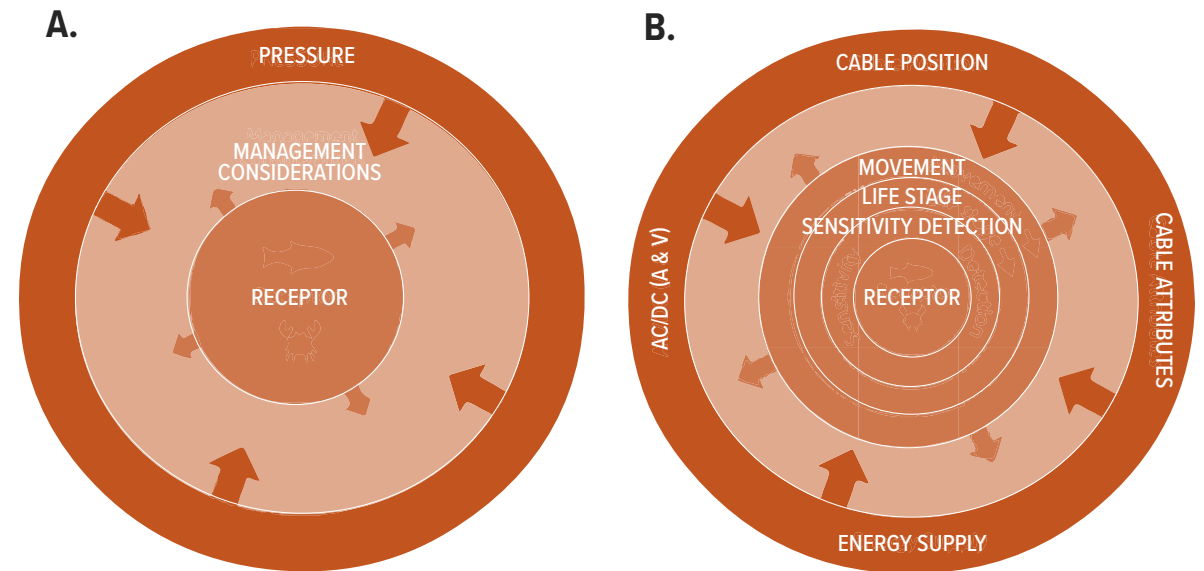 A.
PRESSURE
MANAGEMENT
CONSIDERATIONS
RECEPTOR
B.
CABLE POSITION
MOVEMENT
LIFE STAGE
SENSITIVITY DETECTION
RECEPTOR
AC/DC (A & V)
CABLE ATTRIBUTES
ENERGY SUPPLY